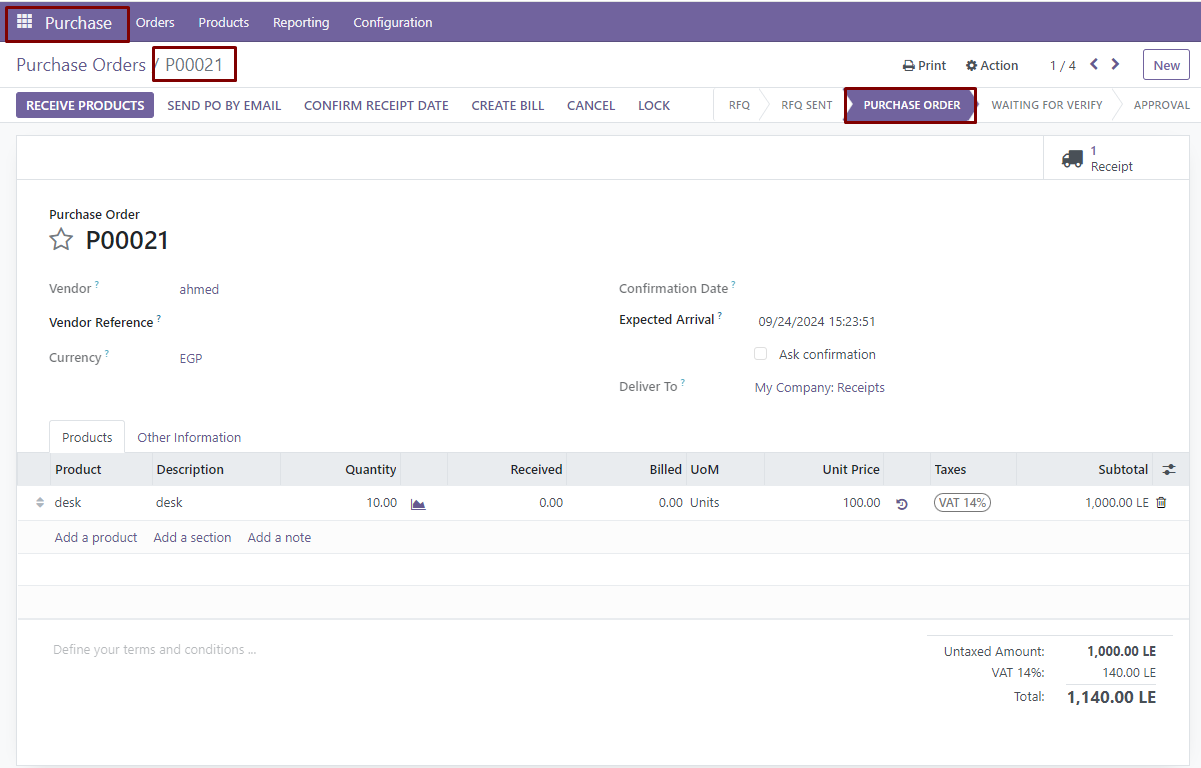 Purchase Orders Products Reporting Configuration
Purchase Orders / P00021 Print Action 1 / 4 New
RECEIVE PRODUCTS SEND PO BY EMAIL CONFIRM RECEIPT DATE CREATE BILL CANCEL LOCK RFQ RFQ SENT PURCHASE ORDER WAITING FOR VERIFY APPROVAL
1
Receipt
Purchase Order
P00021
Vendor ? ahmed
Confirmation Date ?
Vendor Reference ?
Expected Arrival ? 09/24/2024 15:23:51
Currency ? EGP
Ask confirmation
Deliver To ? My Company: Receipts
Products Other Information
Product Description Quantity Received Billed UoM Unit Price Taxes Subtotal
desk desk 10.00 0.00 0.00 Units 100.00 VAT 14% 1,000.00 LE
Add a product Add a section Add a note
Define your terms and conditions ...
Untaxed Amount: 1,000.00 LE
VAT 14%: 140.00 LE
Total: 1,140.00 LE